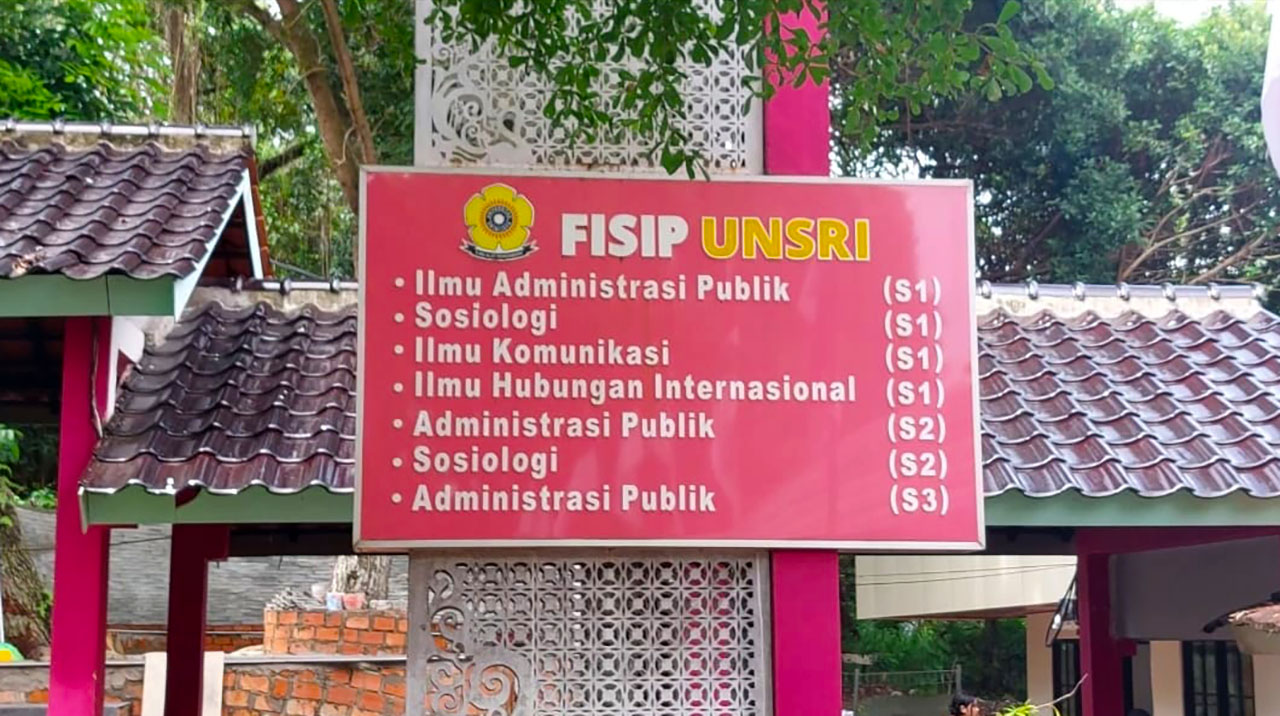 FISIP UNSRI
• Ilmu Administrasi Publik (S1)
• Sosiologi (S1)
• Ilmu Komunikasi (S1)
• Ilmu Hubungan Internasional (S1)
• Administrasi Publik (S2)
• Sosiologi (S2)
• Administrasi Publik (S3)